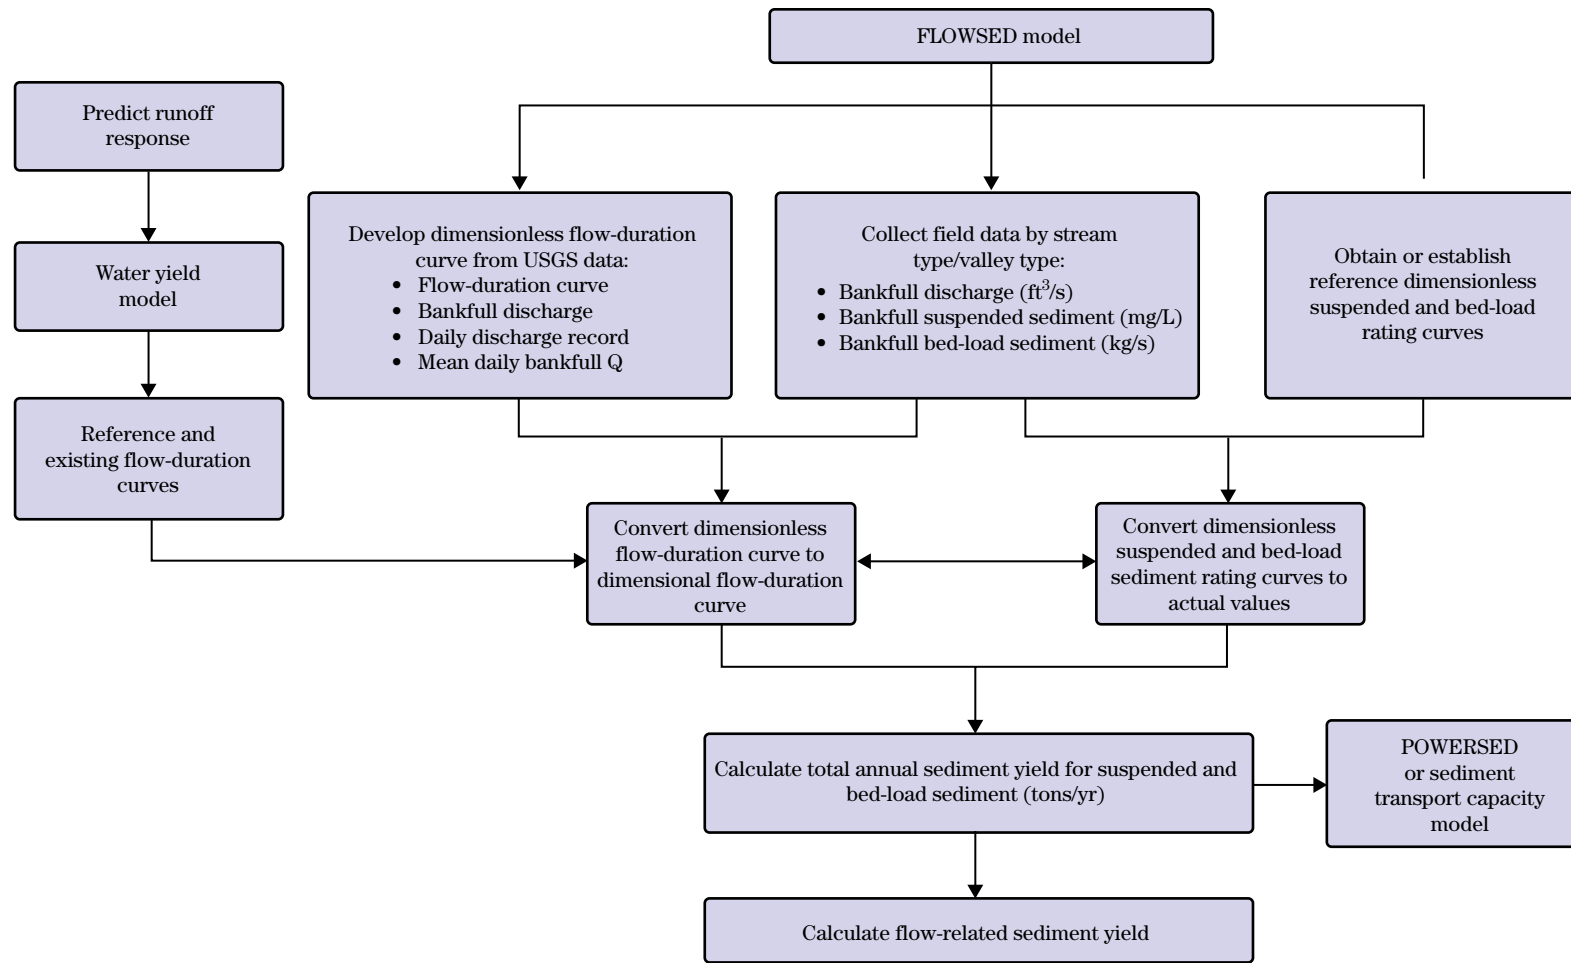 FLOWSED model
Predict runoff
response
Water yield
model
Reference and
existing flow-duration
curves
Develop dimensionless flow-duration
curve from USGS data:
• Flow-duration curve
• Bankfull discharge
• Daily discharge record
• Mean daily bankfull Q
Collect field data by stream
type/valley type:
• Bankfull discharge (ft³/s)
• Bankfull suspended sediment (mg/L)
• Bankfull bed-load sediment (kg/s)
Obtain or establish
reference dimensionless
suspended and bed-load
rating curves
Convert dimensionless
flow-duration curve to
dimensional flow-duration
curve
Convert dimensionless
suspended and bed-load
sediment rating curves to
actual values
Calculate total annual sediment yield for suspended and
bed-load sediment (tons/yr)
POWERSED
or sediment
transport capacity
model
Calculate flow-related sediment yield